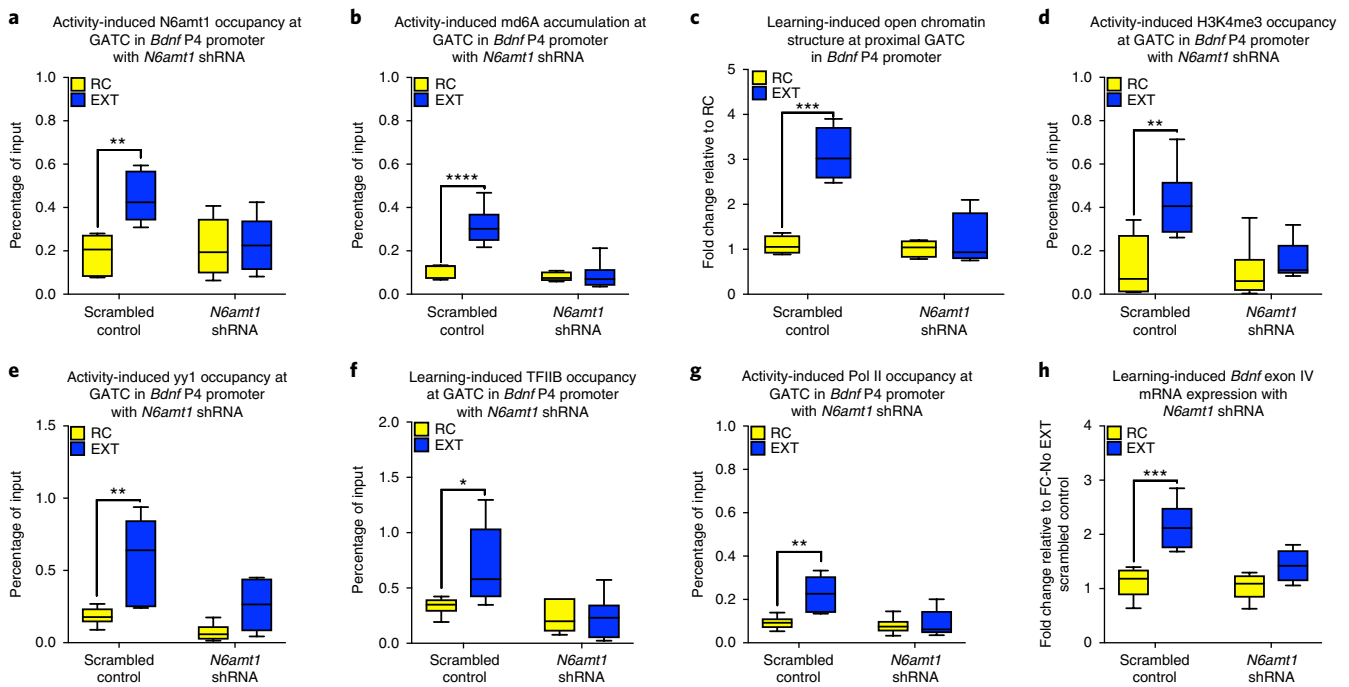 a
Activity-induced N6amt1 occupancy at
GATC in Bdnf P4 promoter
with N6amt1 shRNA
1.0
0.8
0.6
0.4
0.2
0.0
Percentage of input
RC
EXT
**
Scrambled
control
N6amt1
shRNA
b
Activity-induced md6A accumulation at
GATC in Bdnf P4 promoter
with N6amt1 shRNA
1.0
0.8
0.6
0.4
0.2
0.0
Percentage of input
RC
EXT
****
Scrambled
control
N6amt1
shRNA
c
Learning-induced open chromatin
structure at proximal GATC
in Bdnf P4 promoter
5
4
3
2
1
0
Fold change relative to RC
RC
EXT
***
Scrambled
control
N6amt1
shRNA
d
Activity-induced H3K4me3 occupancy
at GATC in Bdnf P4 promoter
with N6amt1 shRNA
1.0
0.8
0.6
0.4
0.2
0.0
Percentage of input
RC
EXT
**
Scrambled
control
N6amt1
shRNA
e
Activity-induced yy1 occupancy at
GATC in Bdnf P4 promoter
with N6amt1 shRNA
1.5
1.0
0.5
0.0
Percentage of input
RC
EXT
**
Scrambled
control
N6amt1
shRNA
f
Learning-induced TFIIB occupancy
at GATC in Bdnf P4 promoter
with N6amt1 shRNA
2.0
1.5
1.0
0.5
0.0
Percentage of input
RC
EXT
*
Scrambled
control
N6amt1
shRNA
g
Activity-induced Pol II occupancy at
GATC in Bdnf P4 promoter
with N6amt1 shRNA
1.0
0.8
0.6
0.4
0.2
0.0
Percentage of input
RC
EXT
**
Scrambled
control
N6amt1
shRNA
h
Learning-induced Bdnf exon IV
mRNA expression with
N6amt1 shRNA
4
3
2
1
0
Fold change relative to FC-No EXT
scrambled control
RC
EXT
***
Scrambled
control
N6amt1
shRNA